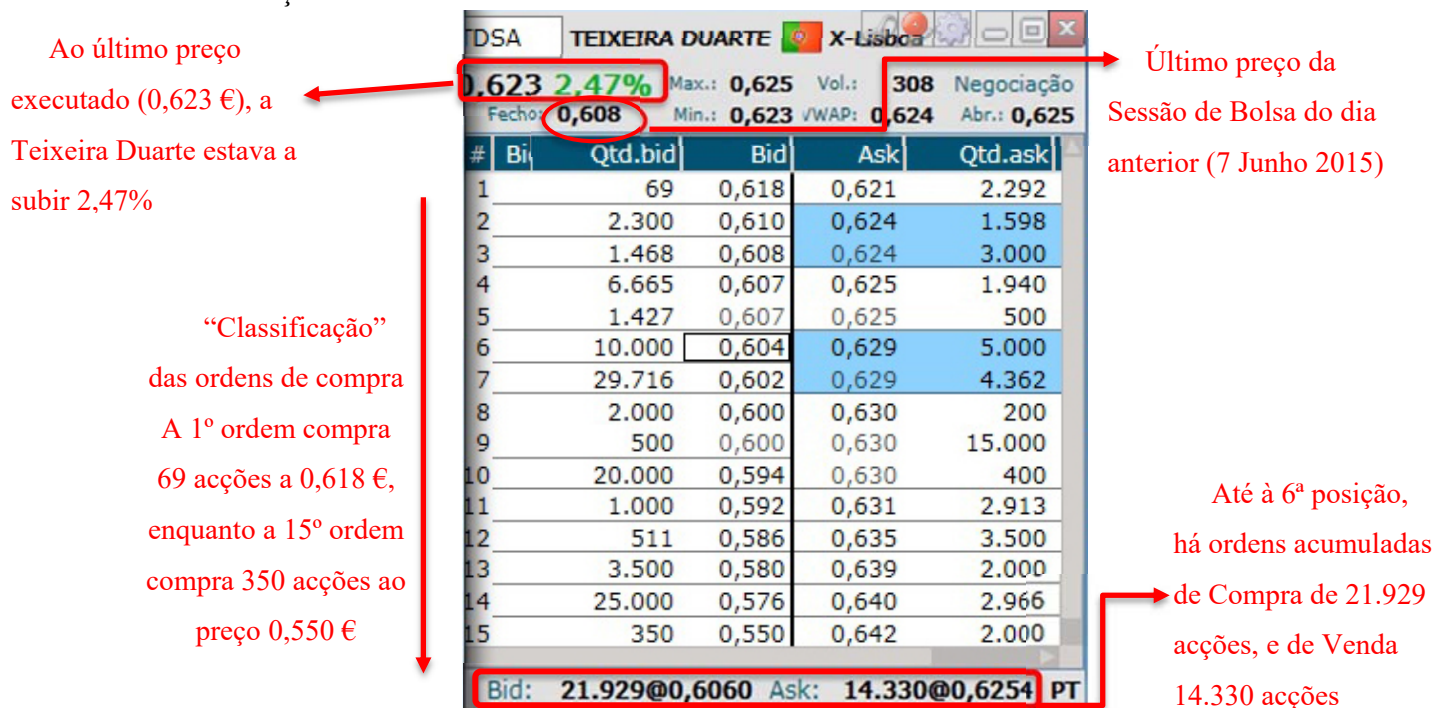 TDSA TEIXEIRA DUARTE X-Lisboa
0,623 2,47% Max.: 0,625 Vol.: 308 Negociação
Fecho: 0,608 Min.: 0,623 VWAP: 0,624 Abr.: 0,625
# Bi Qtd.bid Bid Ask Qtd.ask
1 69 0,618 0,621 2.292
2 2.300 0,610 0,624 1.598
3 1.468 0,608 0,624 3.000
4 6.665 0,607 0,625 1.940
5 1.427 0,607 0,625 500
6 10.000 0,604 0,629 5.000
7 29.716 0,602 0,629 4.362
8 2.000 0,600 0,630 200
9 500 0,600 0,630 15.000
10 20.000 0,594 0,630 400
11 1.000 0,592 0,631 2.913
12 511 0,586 0,635 3.500
13 3.500 0,580 0,639 2.000
14 25.000 0,576 0,640 2.966
15 350 0,550 0,642 2.000
Bid: 21.929@0,6060 Ask: 14.330@0,6254 PT
Ao último preço
executado (0,623 €), a
Teixeira Duarte estava a
subir 2,47%
“Classificação”
das ordens de compra
A 1º ordem compra
69 acções a 0,618 €,
enquanto a 15º ordem
compra 350 acções ao
preço 0,550 €
Último preço da
Sessão de Bolsa do dia
anterior (7 Junho 2015)
Até à 6ª posição,
há ordens acumuladas
de Compra de 21.929
acções, e de Venda
14.330 acções